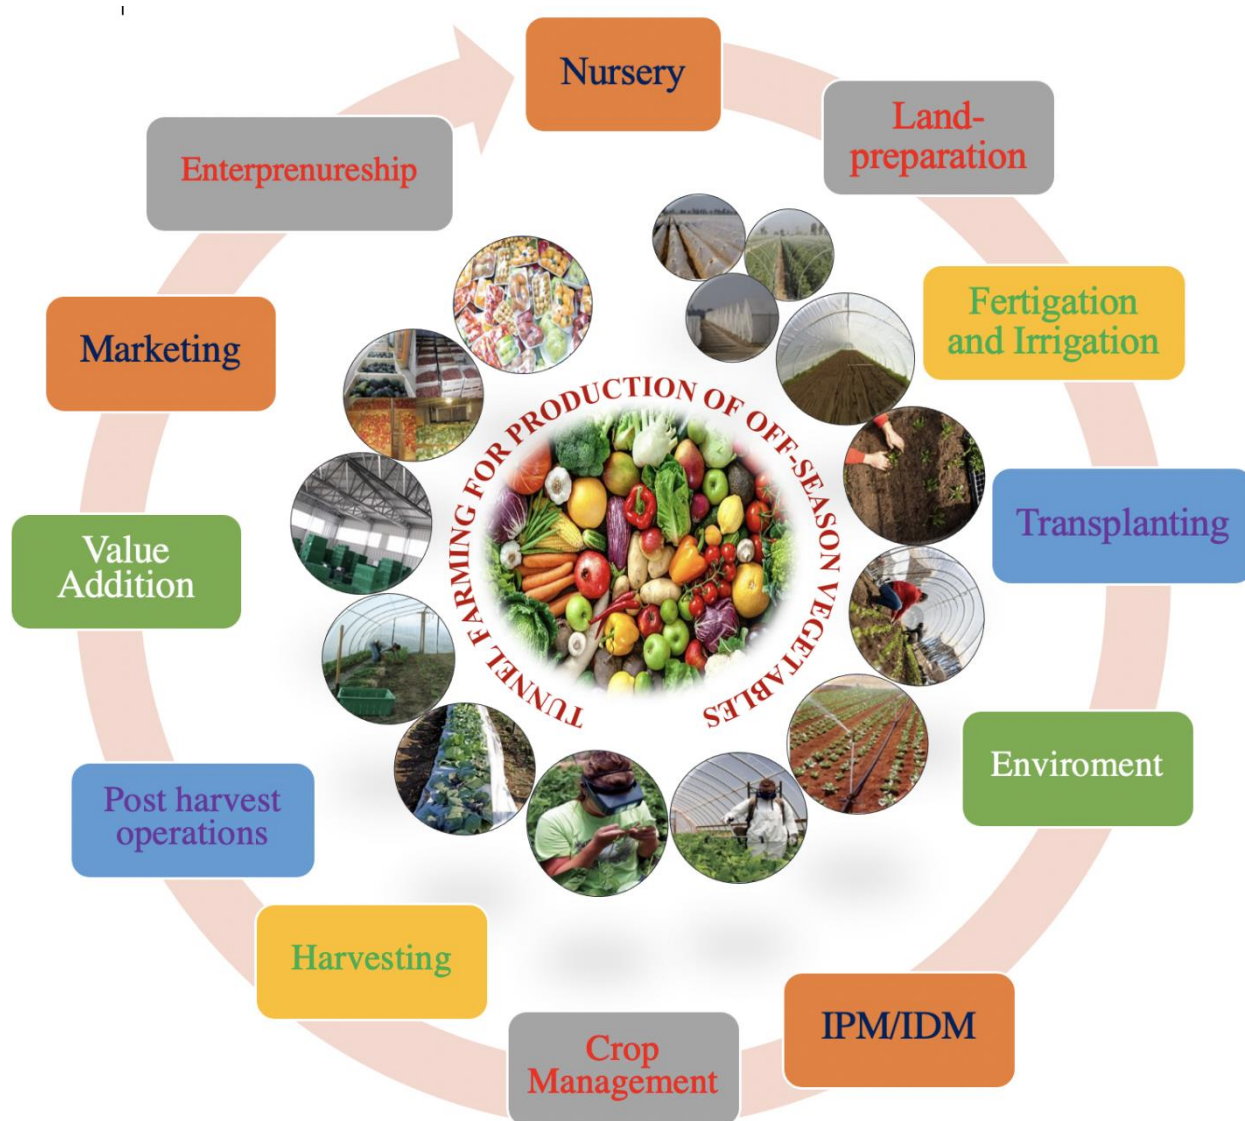 Nursery
Land-
preparation
Fertigation
and Irrigation
Transplanting
Enviroment
IPM/IDM
Crop
Management
Harvesting
Post harvest
operations
Value
Addition
Marketing
Enterprenureship
TUNNEL FARMING FOR PRODUCTION OF OFF-SEASON VEGETABLES